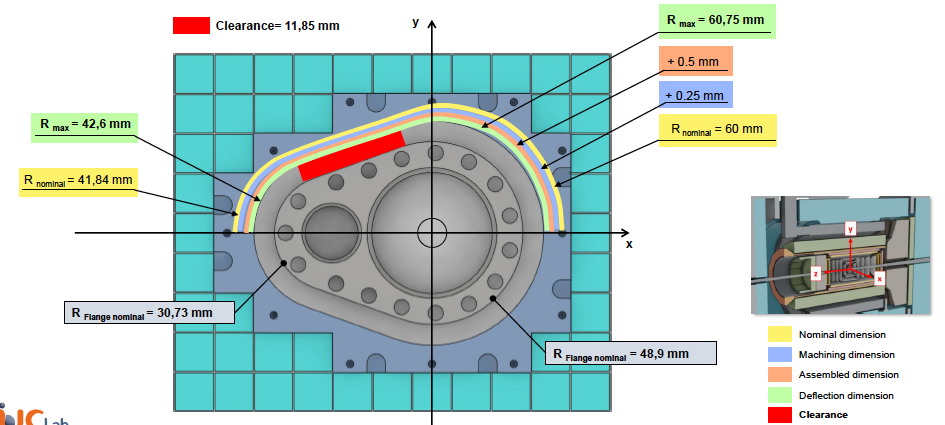 Clearance= 11,85 mm
y
R max = 60,75 mm
+ 0.5 mm
+ 0.25 mm
R nominal = 60 mm
R max = 42,6 mm
R nominal = 41,84 mm
x
R Flange nominal = 30,73 mm
R Flange nominal = 48,9 mm
y
z
x
Nominal dimension
Machining dimension
Assembled dimension
Deflection dimension
Clearance
Lab